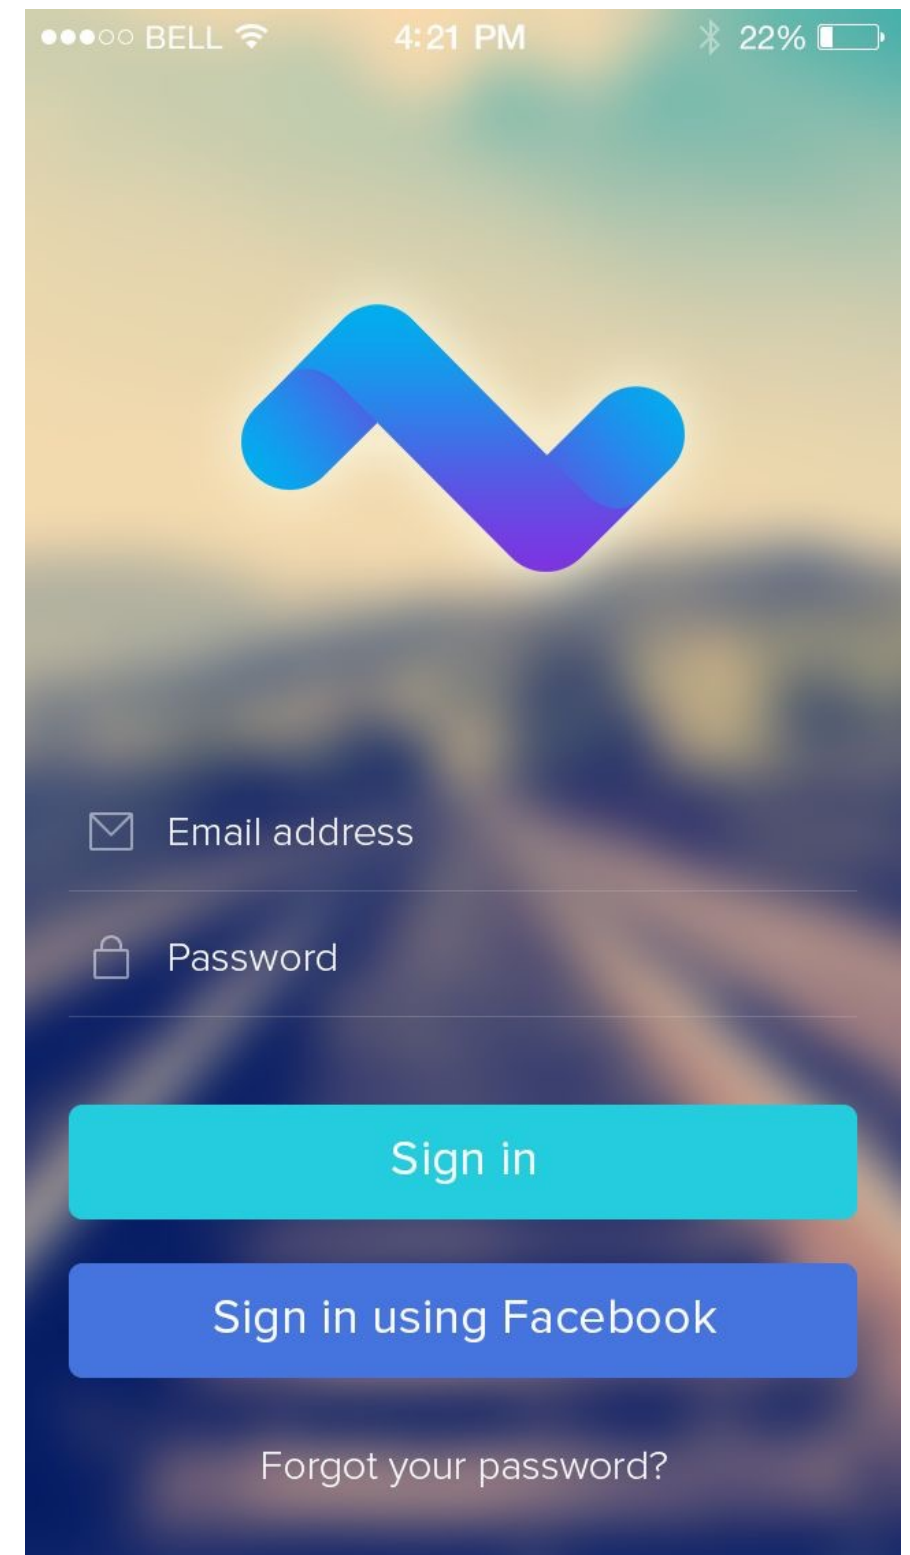 BELL 4:21 PM 22%
Email address
Password
Sign in
Sign in using Facebook
Forgot your password?